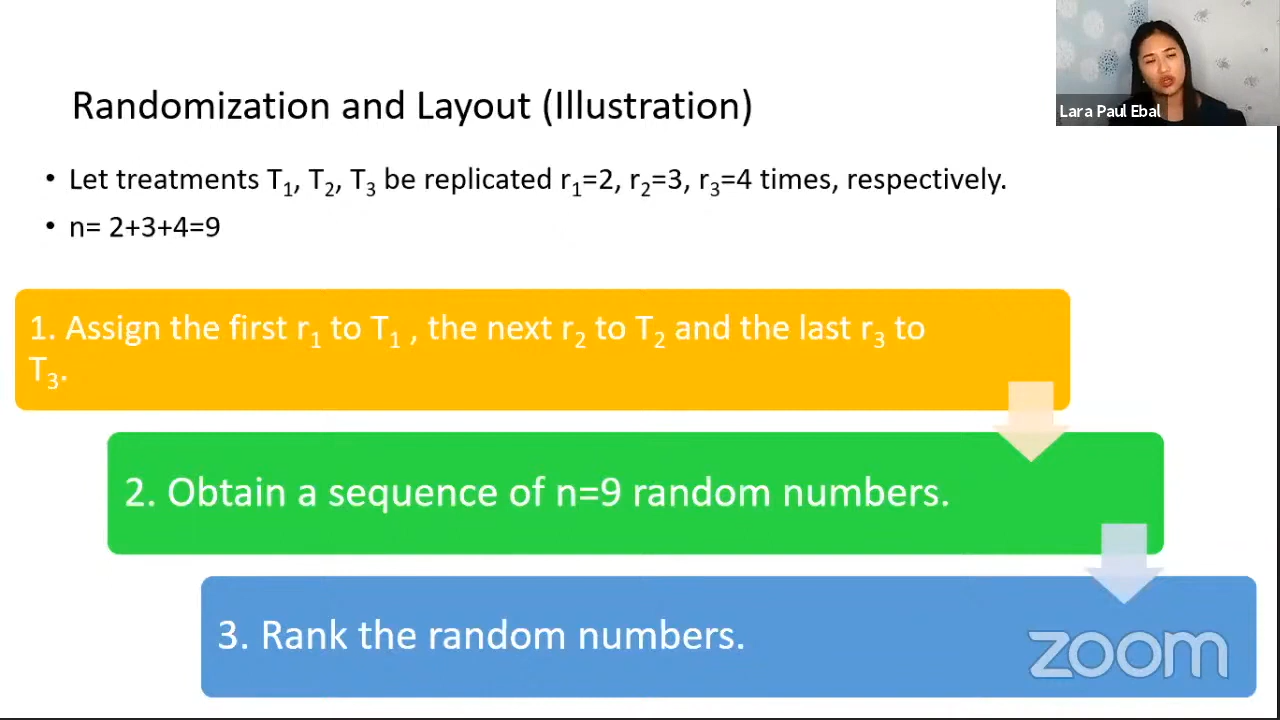 Lara Paul Ebal
Randomization and Layout (Illustration)
• Let treatments T₁, T₂, T₃ be replicated r₁=2, r₂=3, r₃=4 times, respectively.
• n= 2+3+4=9
1. Assign the first r₁ to T₁ , the next r₂ to T₂ and the last r₃ to
T₃.
2. Obtain a sequence of n=9 random numbers.
3. Rank the random numbers.
zoom